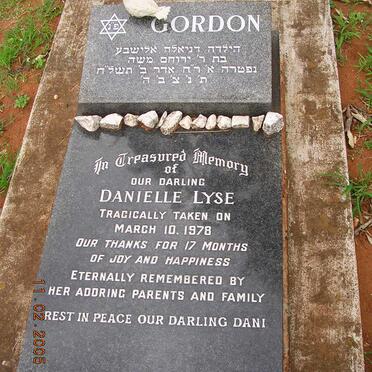 GORDON
הילדה דניאלה אלישבע
בת ר' ירוחם משה
נפטרה א' ר"ח אדר ב' תשל"ח
ת נ צ ב ה'
In Treasured Memory
of
OUR DARLING
DANIELLE LYSE
TRAGICALLY TAKEN ON
MARCH 10, 1978
OUR THANKS FOR 17 MONTHS
OF JOY AND HAPPINESS
ETERNALLY REMEMBERED BY
HER ADORING PARENTS AND FAMILY
REST IN PEACE OUR DARLING DANI
11.02.2005